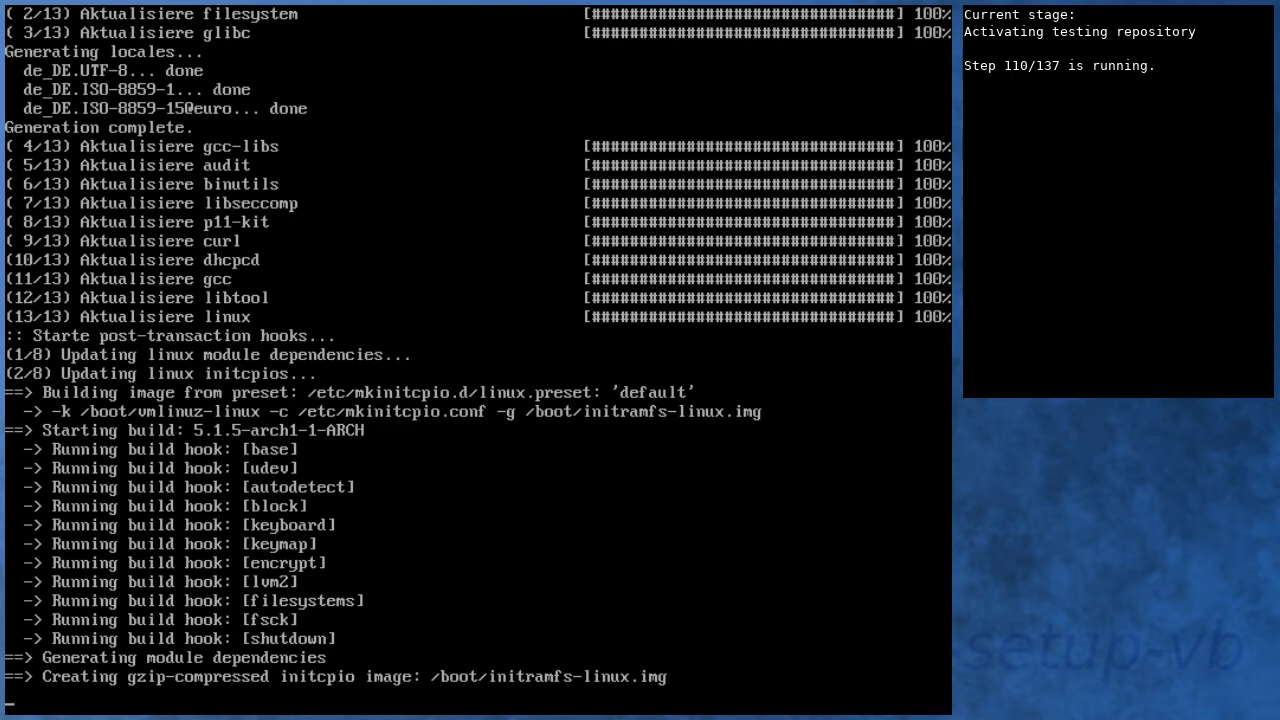 ( 2/13) Aktualisiere filesystem [################################] 100%
( 3/13) Aktualisiere glibc [################################] 100%
Generating locales...
de_DE.UTF-8... done
de_DE.ISO-8859-1... done
de_DE.ISO-8859-15@euro... done
Generation complete.
( 4/13) Aktualisiere gcc-libs [################################] 100%
( 5/13) Aktualisiere audit [################################] 100%
( 6/13) Aktualisiere binutils [################################] 100%
( 7/13) Aktualisiere libseccomp [################################] 100%
( 8/13) Aktualisiere p11-kit [################################] 100%
( 9/13) Aktualisiere curl [################################] 100%
(10/13) Aktualisiere dhcpcd [################################] 100%
(11/13) Aktualisiere gcc [################################] 100%
(12/13) Aktualisiere libtool [################################] 100%
(13/13) Aktualisiere linux [################################] 100%
:: Starte post-transaction hooks...
(1/8) Updating linux module dependencies...
(2/8) Updating linux initcpios...
==> Building image from preset: /etc/mkinitcpio.d/linux.preset: 'default'
-> -k /boot/vmlinuz-linux -c /etc/mkinitcpio.conf -g /boot/initramfs-linux.img
==> Starting build: 5.1.5-arch1-1-ARCH
-> Running build hook: [base]
-> Running build hook: [udev]
-> Running build hook: [autodetect]
-> Running build hook: [block]
-> Running build hook: [keyboard]
-> Running build hook: [keymap]
-> Running build hook: [encrypt]
-> Running build hook: [lvm2]
-> Running build hook: [filesystems]
-> Running build hook: [fsck]
-> Running build hook: [shutdown]
==> Generating module dependencies
==> Creating gzip-compressed initcpio image: /boot/initramfs-linux.img
Current stage:
Activating testing repository
Step 110/137 is running.
setup-vb